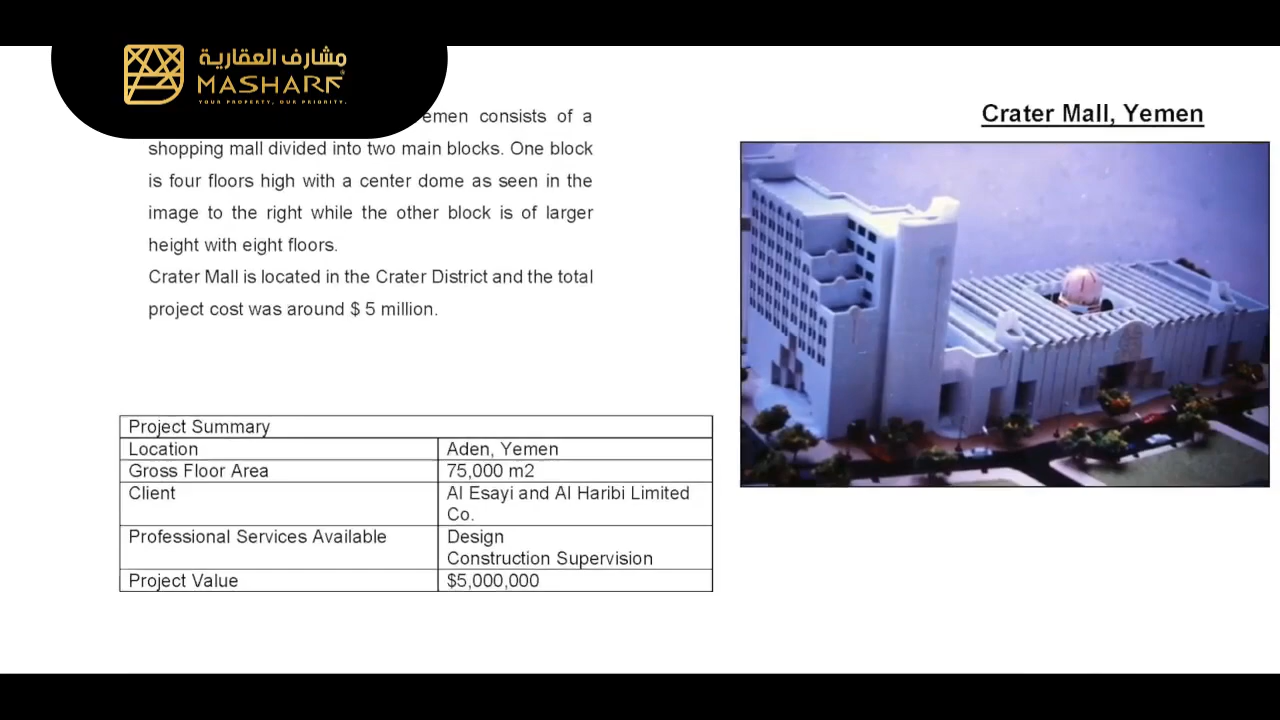 مشارف العقارية
MASHARF
YOUR PROPERTY, OUR PRIORITY.
consists of a
shopping mall divided into two main blocks. One block
is four floors high with a center dome as seen in the
image to the right while the other block is of larger
height with eight floors.
Crater Mall is located in the Crater District and the total
project cost was around $ 5 million.
Crater Mall, Yemen
Project Summary
Location Aden, Yemen
Gross Floor Area 75,000 m2
Client Al Esayi and Al Haribi Limited
Co.
Professional Services Available Design
Construction Supervision
Project Value $5,000,000